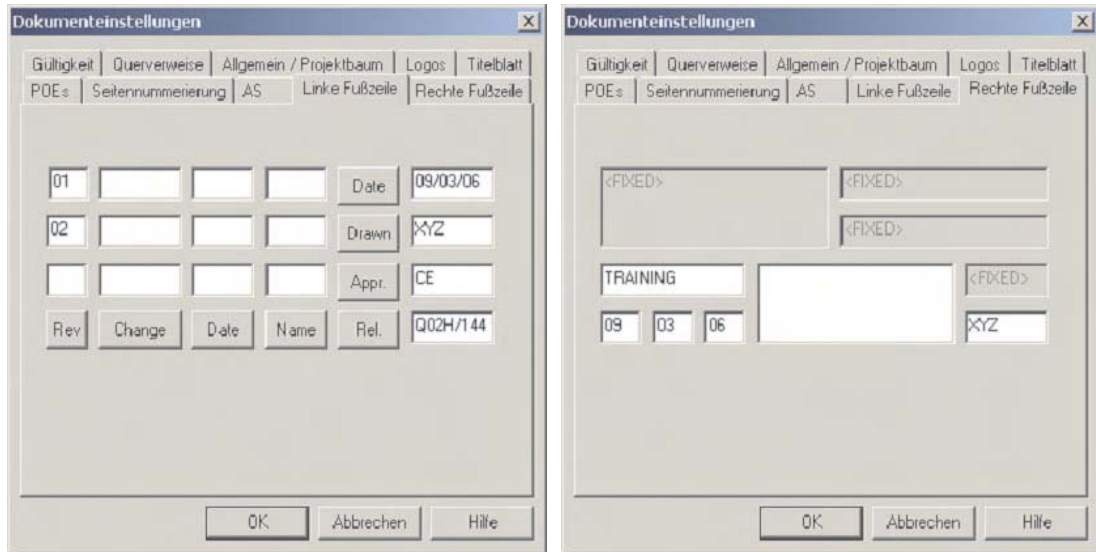 Dokumenteinstellungen
Gültigkeit Querverweise Allgemein / Projektbaum Logos Titelblatt
POEs Seitennummerierung AS Linke Fußzeile Rechte Fußzeile
01 Date 09/03/06
02 Drawn XYZ
Appr. CE
Rev Change Date Name Rel. Q02H/144
OK Abbrechen Hilfe
Dokumenteinstellungen
Gültigkeit Querverweise Allgemein / Projektbaum Logos Titelblatt
POEs Seitennummerierung AS Linke Fußzeile Rechte Fußzeile
<FIXED> <FIXED>
<FIXED>
TRAINING <FIXED>
09 03 06 XYZ
OK Abbrechen Hilfe